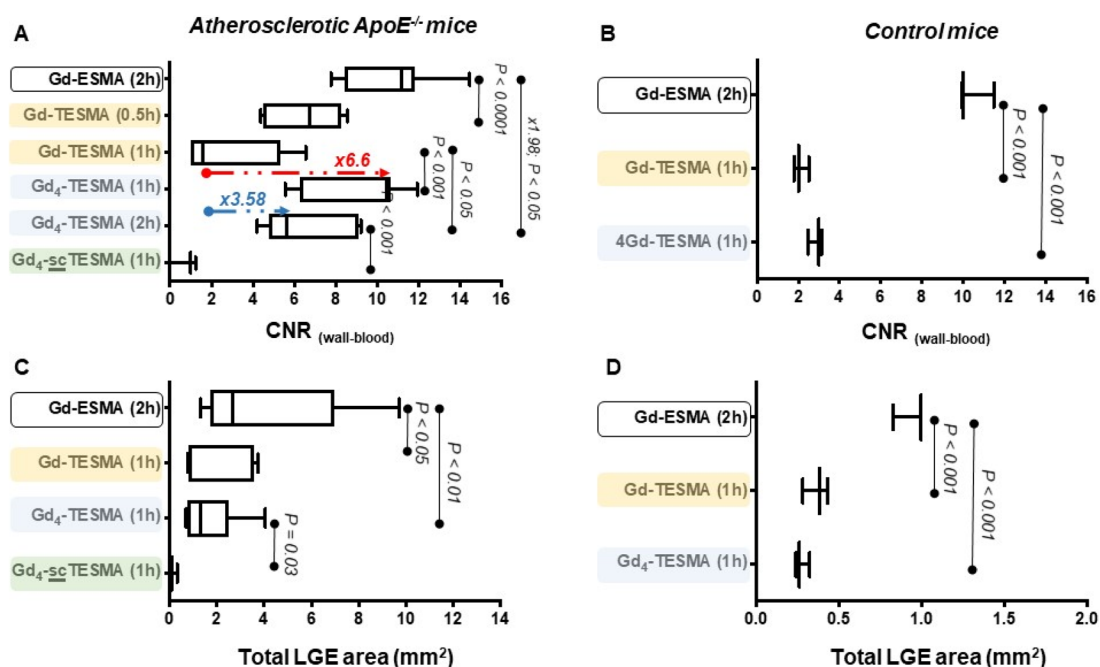 Atherosclerotic ApoE-/- mice
Control mice
A
Gd-ESMA (2h)
Gd-TESMA (0.5h)
Gd-TESMA (1h)
Gd4-TESMA (1h)
Gd4-TESMA (2h)
Gd4-scTESMA (1h)
x6.6
x3.58
P < 0.0001
P < 0.001
P < 0.05
x1.98; P < 0.05
< 0.001
0 2 4 6 8 10 12 14 16
CNR (wall-blood)
B
Gd-ESMA (2h)
Gd-TESMA (1h)
4Gd-TESMA (1h)
P < 0.001
P < 0.001
0 2 4 6 8 10 12 14 16
CNR (wall-blood)
C
Gd-ESMA (2h)
Gd-TESMA (1h)
Gd4-TESMA (1h)
Gd4-scTESMA (1h)
P < 0.05
P < 0.01
P = 0.03
0 2 4 6 8 10 12 14
Total LGE area (mm²)
D
Gd-ESMA (2h)
Gd-TESMA (1h)
Gd4-TESMA (1h)
P < 0.001
P < 0.001
0.0 0.5 1.0 1.5 2.0
Total LGE area (mm²)